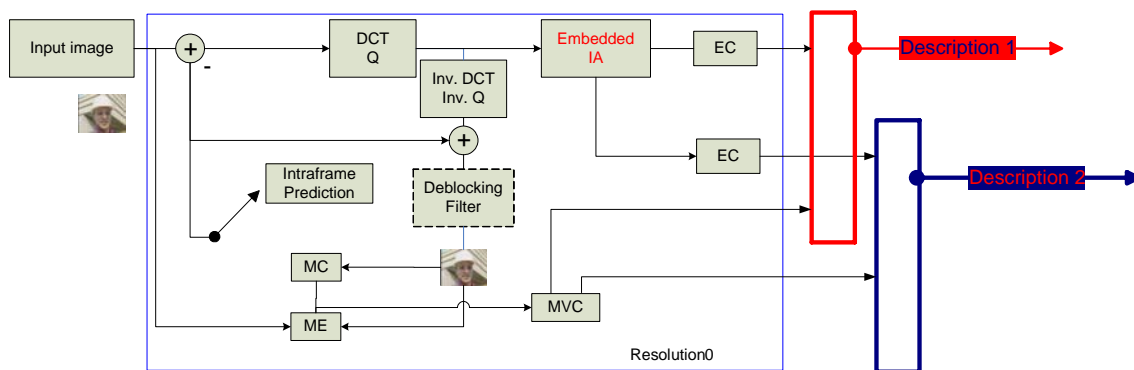 Input image
+
-
DCT
Q
Embedded
IA
EC
Description 1
Inv. DCT
Inv. Q
+
EC
Intraframe
Prediction
Deblocking
Filter
Description 2
MC
MVC
ME
Resolution0